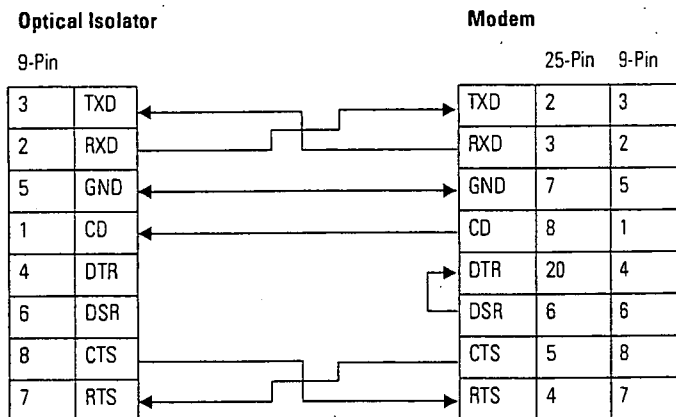 Optical Isolator Modem
9-Pin 25-Pin 9-Pin
3 TXD TXD 2 3
2 RXD RXD 3 2
5 GND GND 7 5
1 CD CD 8 1
4 DTR DTR 20 4
6 DSR DSR 6 6
8 CTS CTS 5 8
7 RTS RTS 4 7